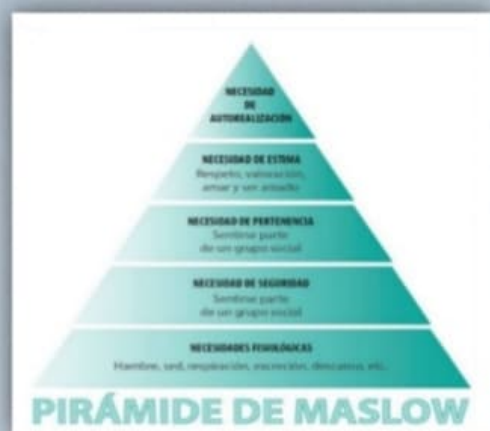 NECESIDAD
DE
AUTOREALIZACIÓN
NECESIDAD DE ESTIMA
Respeto, valoración,
amar y ser amado
NECESIDAD DE PERTENENCIA
Sentirse parte
de un grupo social
NECESIDAD DE SEGURIDAD
Sentirse parte
de un grupo social
NECESIDADES FISIOLÓGICAS
Hambre, sed, respiración, excreción, descanso, etc.
PIRÁMIDE DE MASLOW